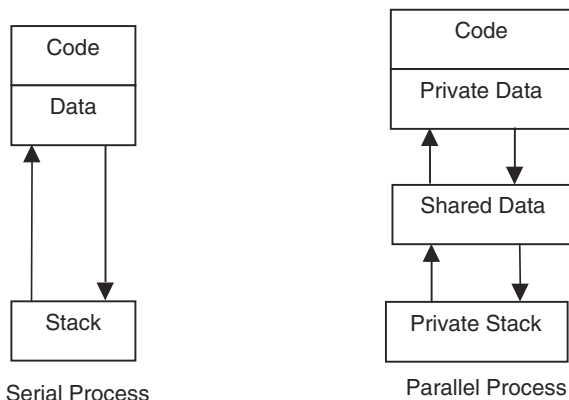 Code
Data
Stack
Serial Process
Code
Private Data
Shared Data
Private Stack
Parallel Process